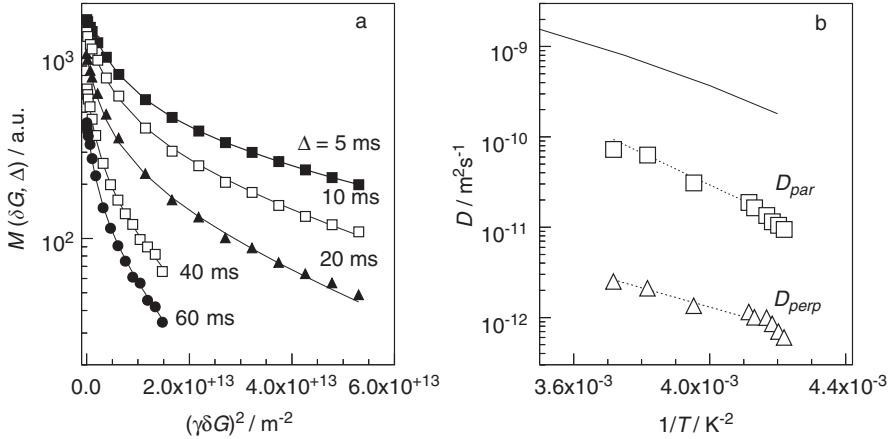 a
10³
10²
M (δG, Δ) / a.u.
Δ = 5 ms
10 ms
20 ms
40 ms
60 ms
0.0
2.0x10⁺¹³
4.0x10⁺¹³
6.0x10⁺¹³
(γδG)² / m⁻²
b
10⁻⁹
10⁻¹⁰
10⁻¹¹
10⁻¹²
D / m²s⁻¹
D_par
D_perp
3.6x10⁻³
4.0x10⁻³
4.4x10⁻³
1/T / K⁻²